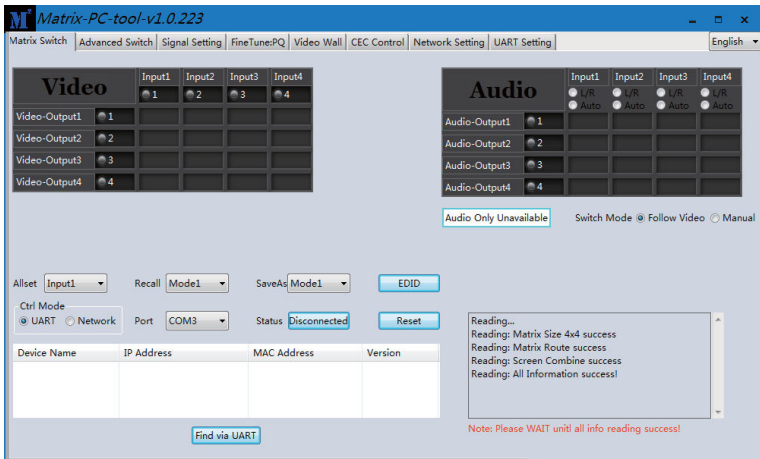 M Matrix-PC-tool-v1.0.223
Matrix Switch Advanced Switch Signal Setting FineTune:PQ Video Wall CEC Control Network Setting UART Setting English
Video Input1 Input2 Input3 Input4
1 2 3 4
Video-Output1 1
Video-Output2 2
Video-Output3 3
Video-Output4 4
Audio Input1 Input2 Input3 Input4
L/R L/R L/R L/R
Auto Auto Auto Auto
Audio-Output1 1
Audio-Output2 2
Audio-Output3 3
Audio-Output4 4
Audio Only Unavailable Switch Mode Follow Video Manual
Allset Input1 Recall Mode1 SaveAs Mode1 EDID
Ctrl Mode
UART Network Port COM3 Status Disconnected Reset
Device Name IP Address MAC Address Version
Find via UART
Reading...
Reading: Matrix Size 4x4 success
Reading: Matrix Route success
Reading: Screen Combine success
Reading: All Information success!
Note: Please WAIT unitl all info reading success!